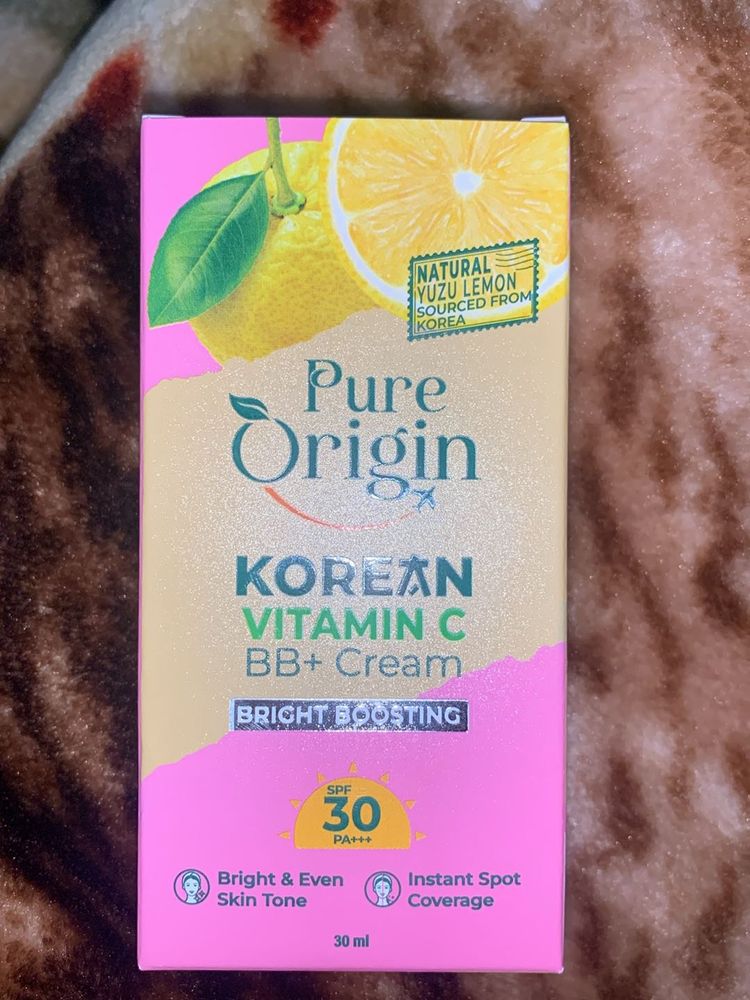 NATURAL
YUZU LEMON
SOURCED FROM
KOREA
Pure
Origin
KOREAN
VITAMIN C
BB+ Cream
BRIGHT BOOSTING
SPF
30
PA+++
Bright & Even
Skin Tone
Instant Spot
Coverage
30 ml